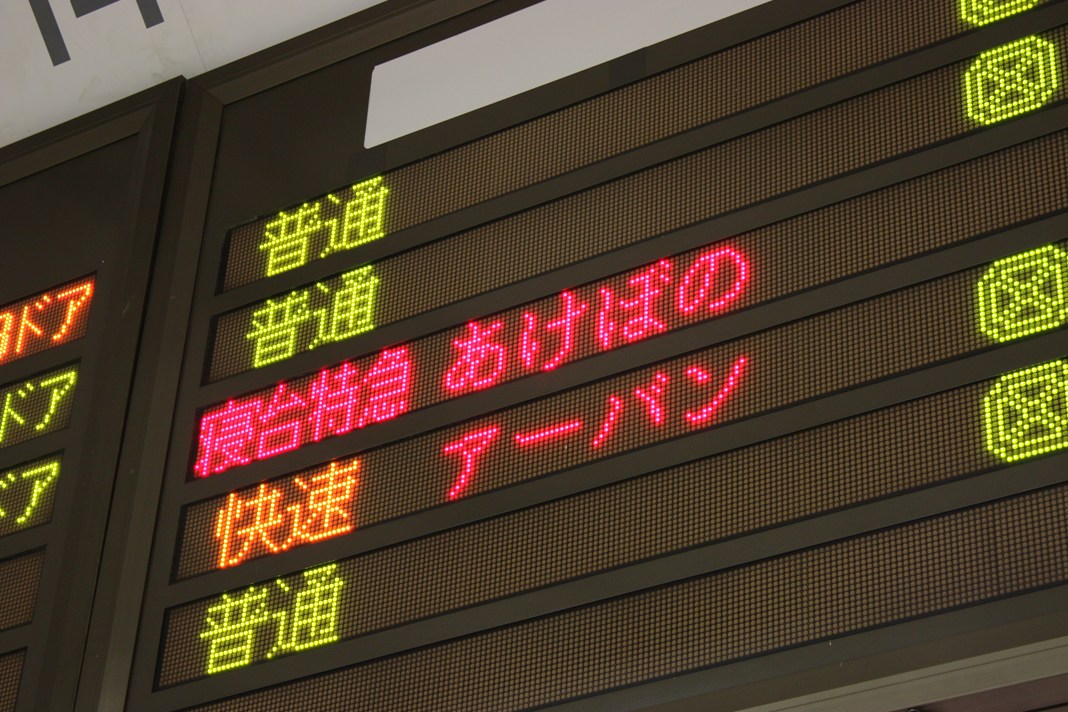 普通
普通
寝台特急 あけぼの
快速 アーバン
普通
ドア
ドア
ドア